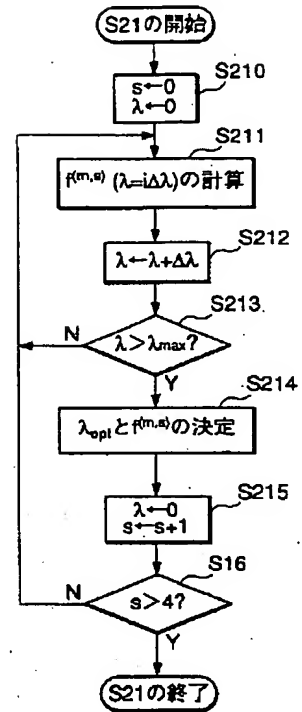 S21の開始
S210
s←0
λ←0
S211
f(m,s) (λ=iΔλ)の計算
S212
λ←λ+Δλ
S213
N
λ>λmax?
Y
S214
λoptとf(m,s)の決定
S215
λ←0
s←s+1
S16
N
s>4?
Y
S21の終了